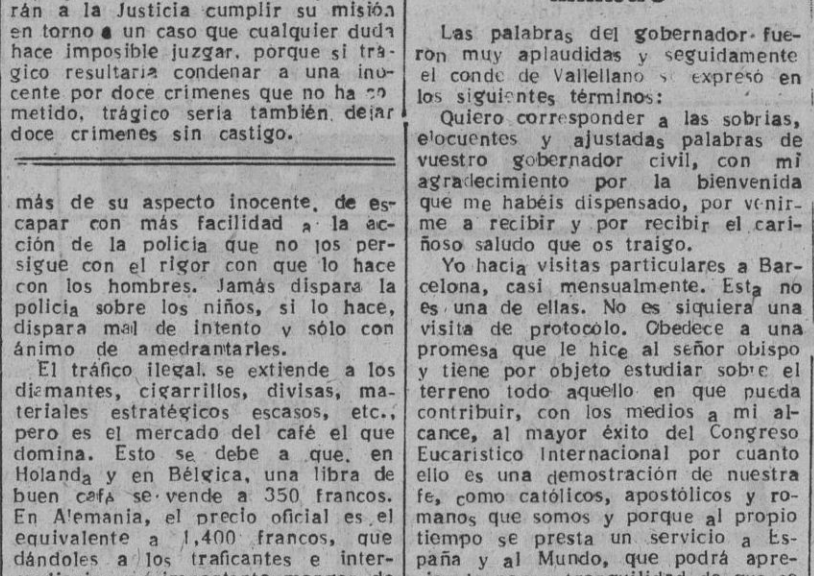 rán a la Justicia cumplir su misión
en torno a un caso que cualquier duda
hace imposible juzgar, porque si trá-
gico resultaría condenar a una ino-
cente por doce crímenes que no ha co
metido, trágico sería también dejar
doce crímenes sin castigo.
más de su aspecto inocente, de es-
capar con más facilidad a la ac-
ción de la policía que no los per-
sigue con el rigor con que lo hace
con los hombres. Jamás dispara la
policía sobre los niños, si lo hace,
dispara mal de intento y sólo con
ánimo de amedrantarles.
El tráfico ilegal se extiende a los
diamantes, cigarrillos, divisas, ma-
teriales estratégicos escasos, etc.,
pero es el mercado del café el que
domina. Esto se debe a que, en
Holanda y en Bélgica, una libra de
buen café se vende a 350 francos.
En Alemania, el precio oficial es el
equivalente a 1,400 francos, que
dándoles a los traficantes e inter-
Las palabras del gobernador fue-
ron muy aplaudidas y seguidamente
el conde de Vallellano se expresó en
los siguientes términos:
Quiero corresponder a las sobrias,
elocuentes y ajustadas palabras de
vuestro gobernador civil, con mi
agradecimiento por la bienvenida
que me habéis dispensado, por venir-
me a recibir y por recibir el cari-
ñoso saludo que os traigo.
Yo hacía visitas particulares a Bar-
celona, casi mensualmente. Esta no
es una de ellas. No es siquiera una
visita de protocolo. Obedece a una
promesa que le hice al señor obispo
y tiene por objeto estudiar sobre el
terreno todo aquello en que pueda
contribuir, con los medios a mi al-
cance, al mayor éxito del Congreso
Eucarístico Internacional por cuanto
ello es una demostración de nuestra
fe, como católicos, apostólicos y ro-
manos que somos y porque al propio
tiempo se presta un servicio a Es-
paña y al Mundo, que podrá apre-